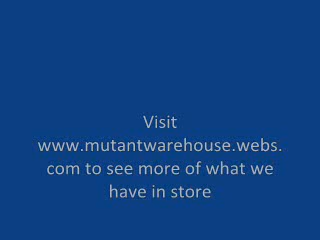 Visit
www.mutantwarehouse.webs.
com to see more of what we
have in store